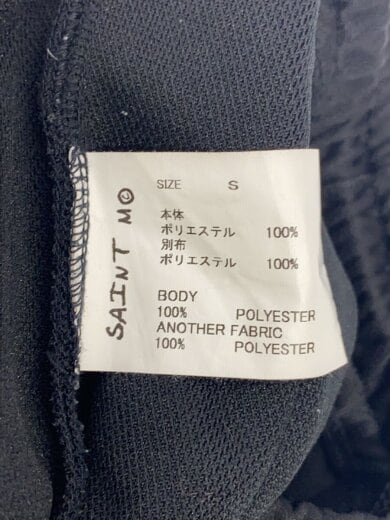 SAINT M
SIZE S
本体
ポリエステル 100%
別布
ポリエステル 100%
BODY
100% POLYESTER
ANOTHER FABRIC
100% POLYESTER